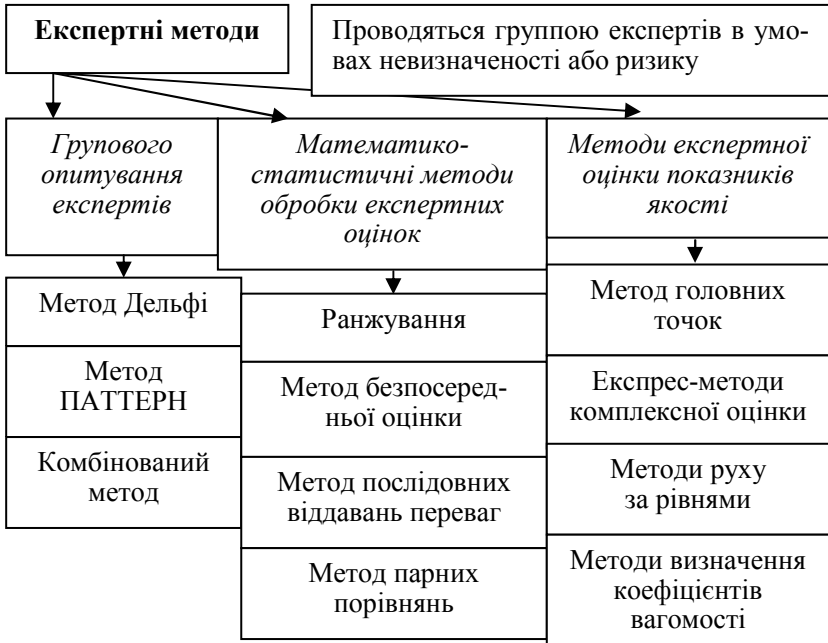 Експертні методи
Проводяться группою експертів в умо-
вах невизначеності або ризику
Групового
опитування
експертів
Математико-
статистичні методи
обробки експертних
оцінок
Методи експертної
оцінки показників
якості
Метод Дельфі
Метод
ПАТТЕРН
Комбінований
метод
Ранжування
Метод безпосеред-
ньої оцінки
Метод послідовних
віддавань переваг
Метод парних
порівнянь
Метод головних
точок
Експрес-методи
комплексної оцінки
Методи руху
за рівнями
Методи визначення
коефіцієнтів
вагомості